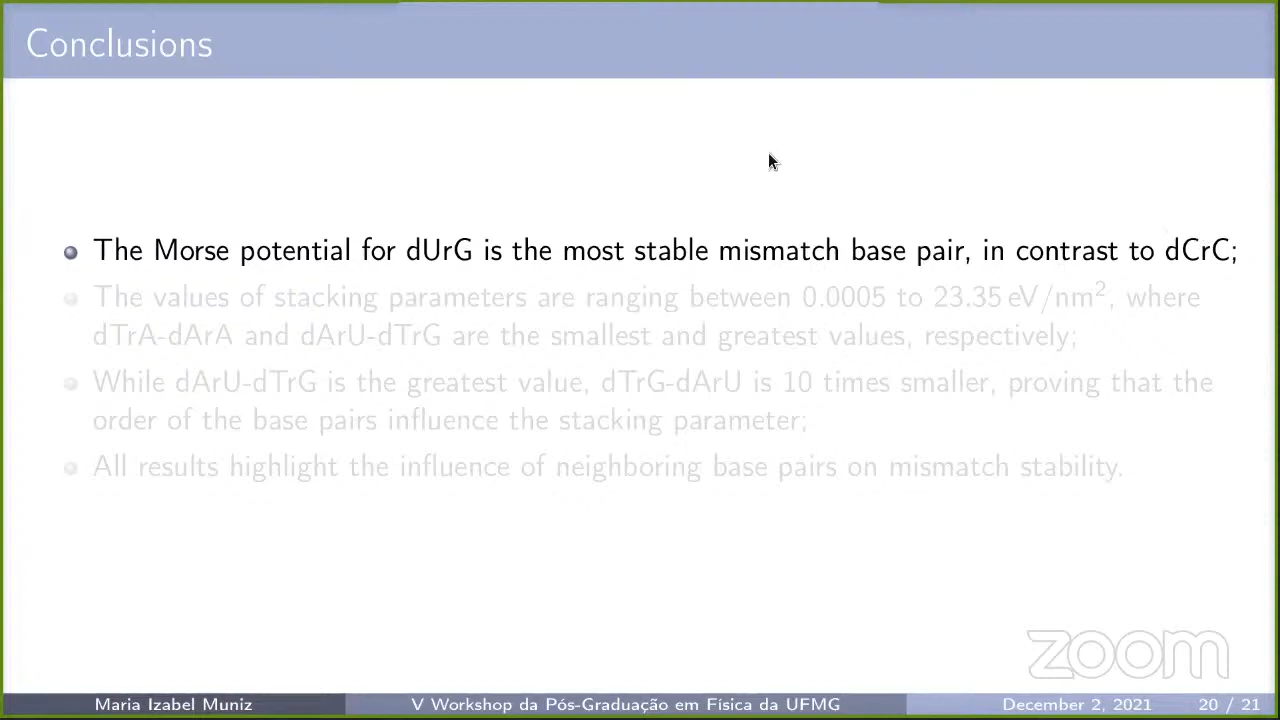 Conclusions
The Morse potential for dUrG is the most stable mismatch base pair, in contrast to dCrC;
The values of stacking parameters are ranging between 0.0005 to 23.35 eV/nm², where
dTrA-dArA and dArU-dTrG are the smallest and greatest values, respectively;
While dArU-dTrG is the greatest value, dTrG-dArU is 10 times smaller, proving that the
order of the base pairs influence the stacking parameter;
All results highlight the influence of neighboring base pairs on mismatch stability.
zoom
Maria Izabel Muniz V Workshop da Pós-Graduação em Física da UFMG December 2, 2021 20 / 21